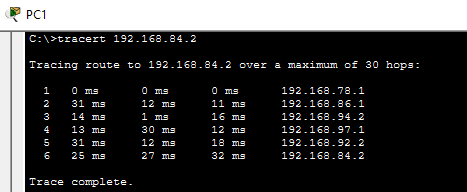 PC1
C:\>tracert 192.168.84.2
Tracing route to 192.168.84.2 over a maximum of 30 hops:
1 0 ms 0 ms 0 ms 192.168.78.1
2 31 ms 12 ms 11 ms 192.168.86.1
3 14 ms 1 ms 16 ms 192.168.94.2
4 13 ms 30 ms 12 ms 192.168.97.1
5 31 ms 12 ms 18 ms 192.168.92.2
6 25 ms 27 ms 32 ms 192.168.84.2
Trace complete.